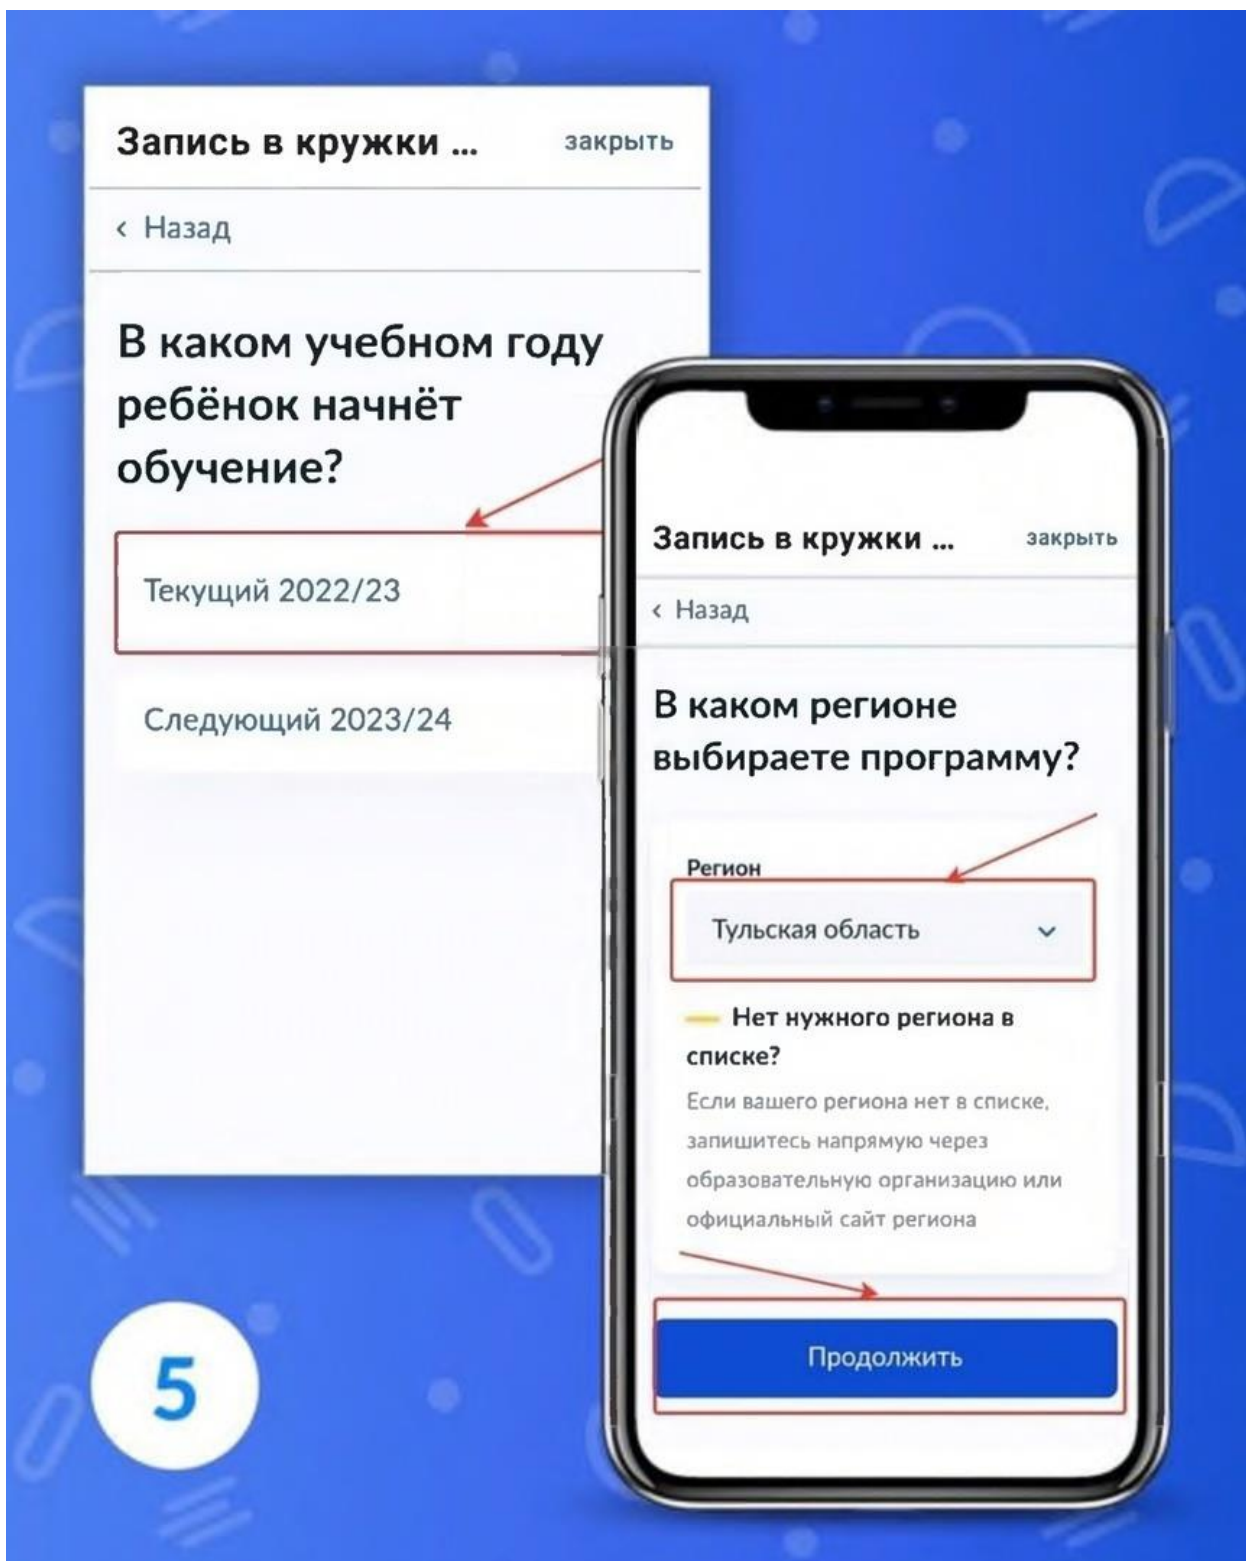 Запись в кружки ... закрыть
‹ Назад
В каком учебном году
ребёнок начнёт
обучение?
Текущий 2022/23
Следующий 2023/24
Запись в кружки ... закрыть
‹ Назад
В каком регионе
выбираете программу?
Регион
Тульская область
Нет нужного региона в
списке?
Если вашего региона нет в списке,
запишитесь напрямую через
образовательную организацию или
официальный сайт региона
Продолжить
5